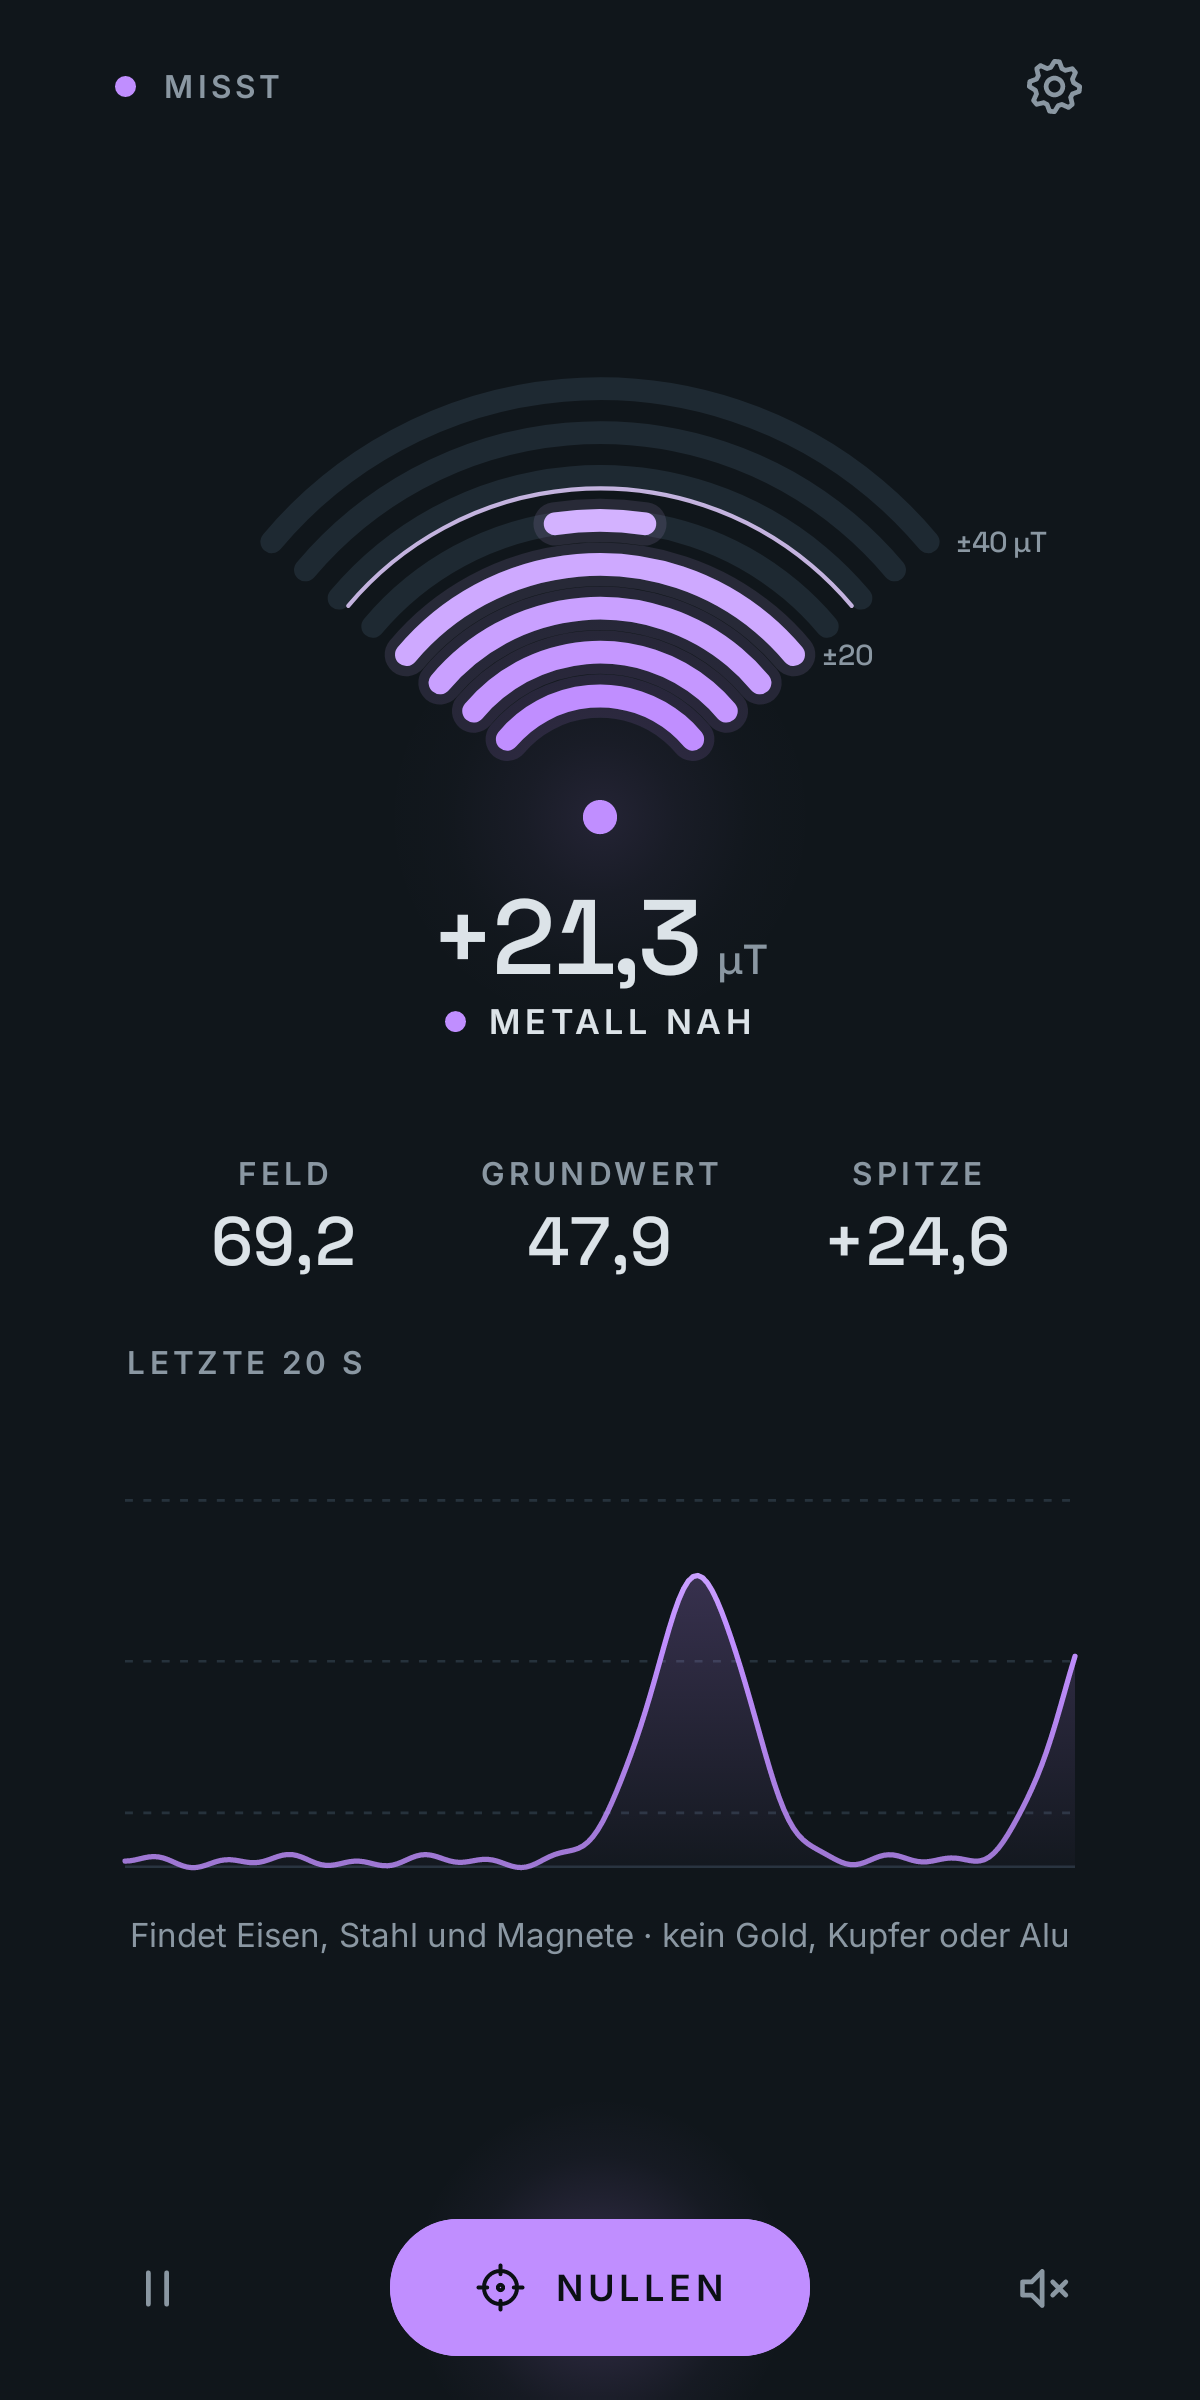 MISST
±40 µT
±20
+21,3 µT
METALL NAH
FELD GRUNDWERT SPITZE
69,2 47,9 +24,6
LETZTE 20 S
Findet Eisen, Stahl und Magnete · kein Gold, Kupfer oder Alu
NULLEN